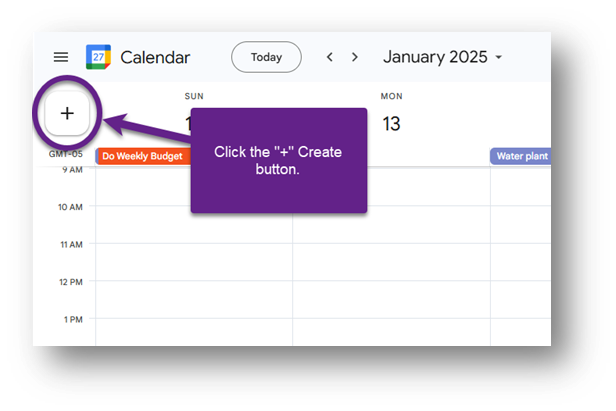 27 Calendar Today January 2025
+
SUN MON
1 13
Click the "+" Create
button.
GMT-05 Do Weekly Budget Water plant
9 AM
10 AM
11 AM
12 PM
1 PM